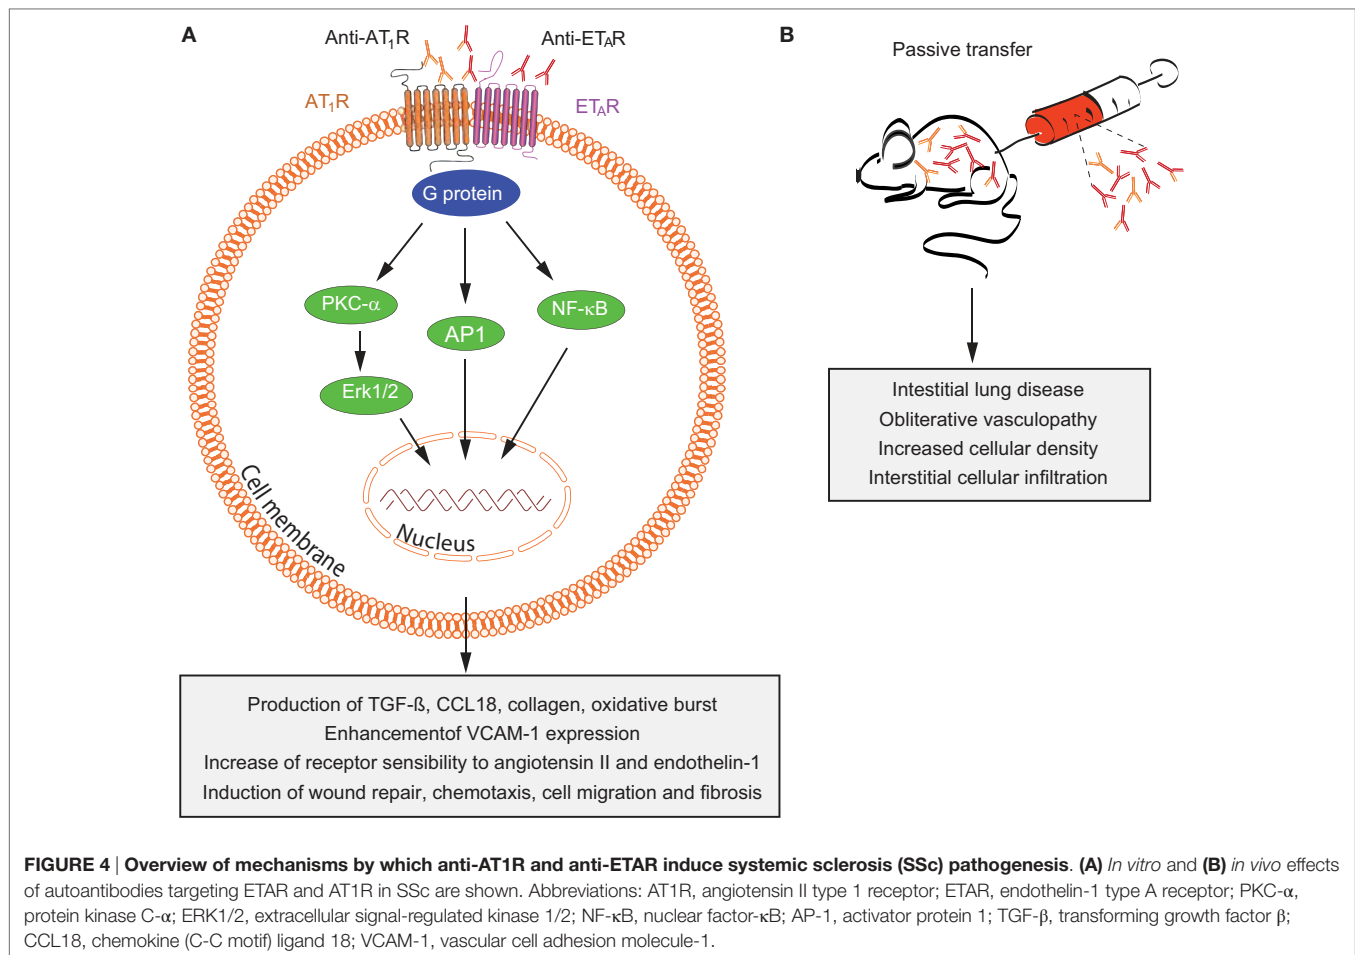 A
Anti-AT1R
Anti-ETAR
AT1R
ETAR
G protein
PKC-α
AP1
NF-κB
Erk1/2
Cell membrane
Nucleus
Production of TGF-ß, CCL18, collagen, oxidative burst
Enhancementof VCAM-1 expression
Increase of receptor sensibility to angiotensin II and endothelin-1
Induction of wound repair, chemotaxis, cell migration and fibrosis
B
Passive transfer
Intestitial lung disease
Obliterative vasculopathy
Increased cellular density
Interstitial cellular infiltration
FIGURE 4 | Overview of mechanisms by which anti-AT1R and anti-ETAR induce systemic sclerosis (SSc) pathogenesis. (A) In vitro and (B) in vivo effects
of autoantibodies targeting ETAR and AT1R in SSc are shown. Abbreviations: AT1R, angiotensin II type 1 receptor; ETAR, endothelin-1 type A receptor; PKC-α,
protein kinase C-α; ERK1/2, extracellular signal-regulated kinase 1/2; NF-κB, nuclear factor-κB; AP-1, activator protein 1; TGF-β, transforming growth factor β;
CCL18, chemokine (C-C motif) ligand 18; VCAM-1, vascular cell adhesion molecule-1.